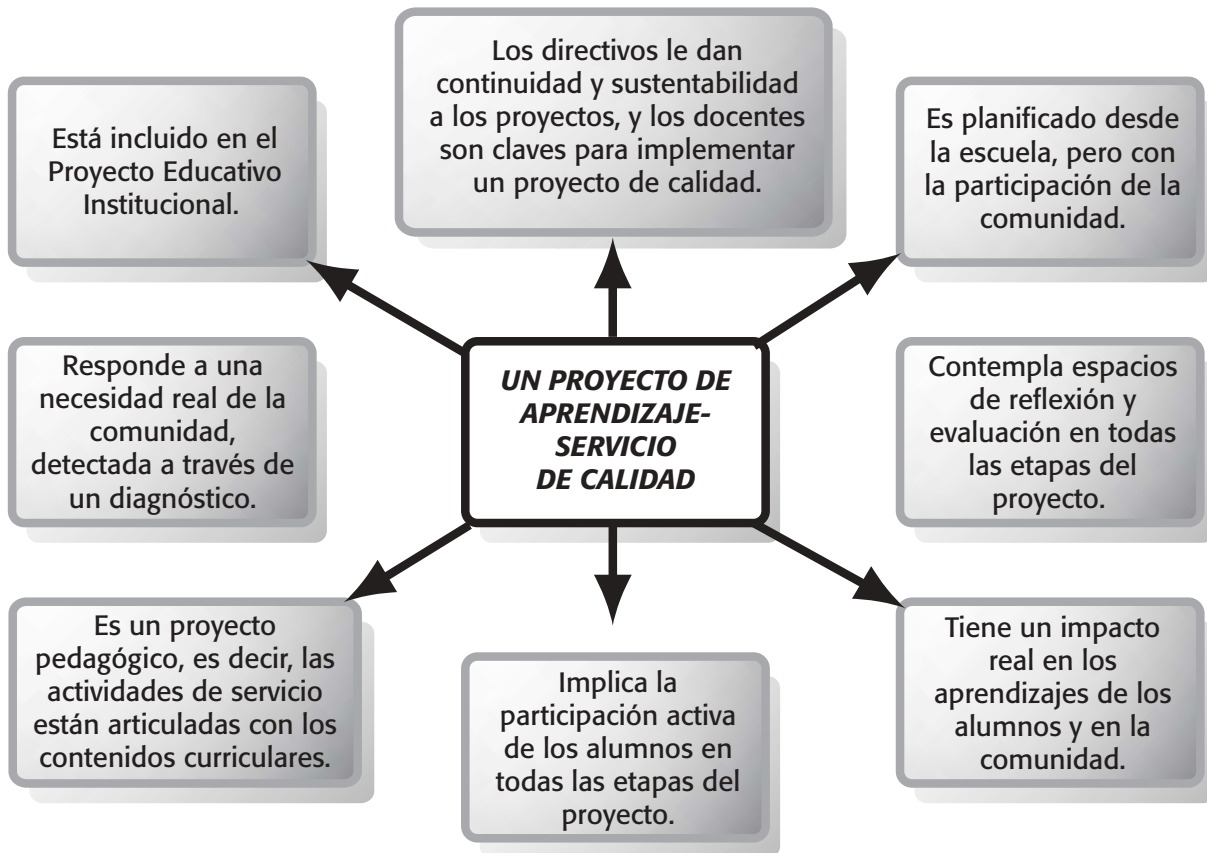 Los directivos le dan
continuidad y sustentabilidad
a los proyectos, y los docentes
son claves para implementar
un proyecto de calidad.
Está incluido en el
Proyecto Educativo
Institucional.
Es planificado desde
la escuela, pero con
la participación de la
comunidad.
Responde a una
necesidad real de la
comunidad,
detectada a través de
un diagnóstico.
UN PROYECTO DE
APRENDIZAJE-
SERVICIO
DE CALIDAD
Contempla espacios
de reflexión y
evaluación en todas
las etapas del
proyecto.
Es un proyecto
pedagógico, es decir, las
actividades de servicio
están articuladas con los
contenidos curriculares.
Implica la
participación activa
de los alumnos en
todas las etapas del
proyecto.
Tiene un impacto
real en los
aprendizajes de los
alumnos y en la
comunidad.